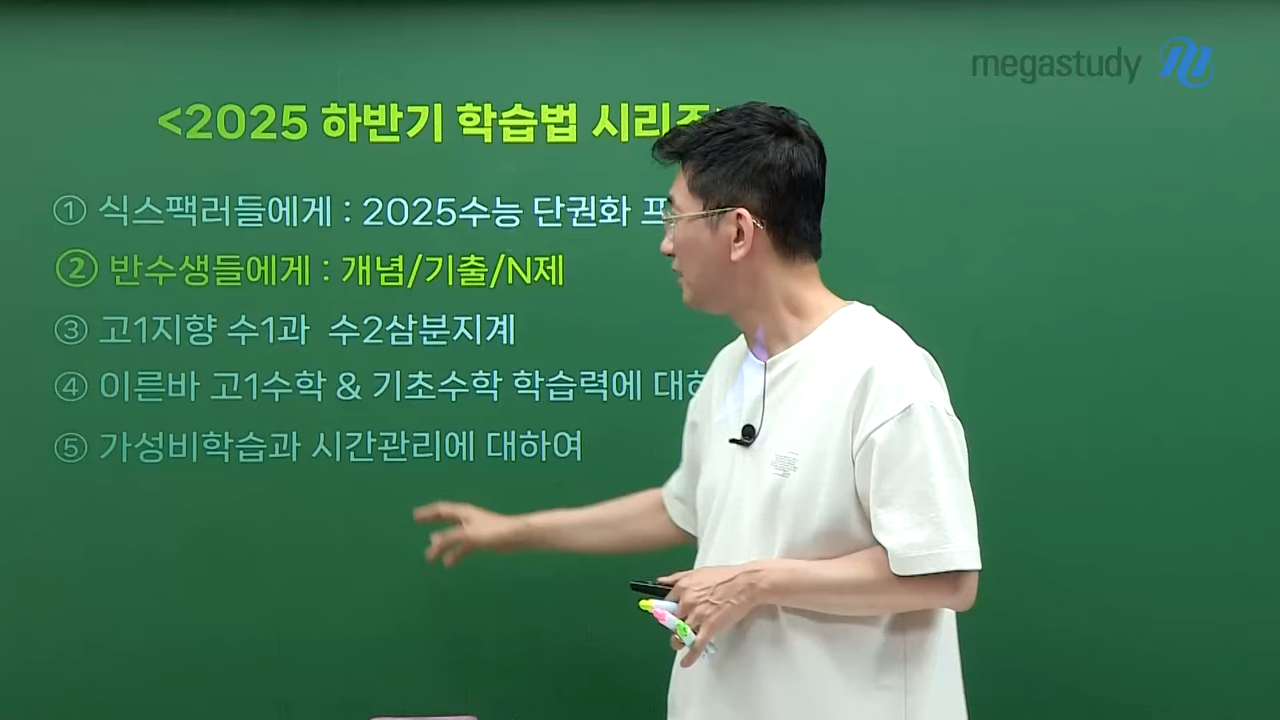 megastudy
<2025 하반기 학습법 시리즈
① 식스팩러들에게 : 2025수능 단권화
② 반수생들에게 : 개념/기출/N제
③ 고1지향 수1과 수2삼분지계
④ 이른바 고1수학 & 기초수학 학습력에
⑤ 가성비학습과 시간관리에 대하여